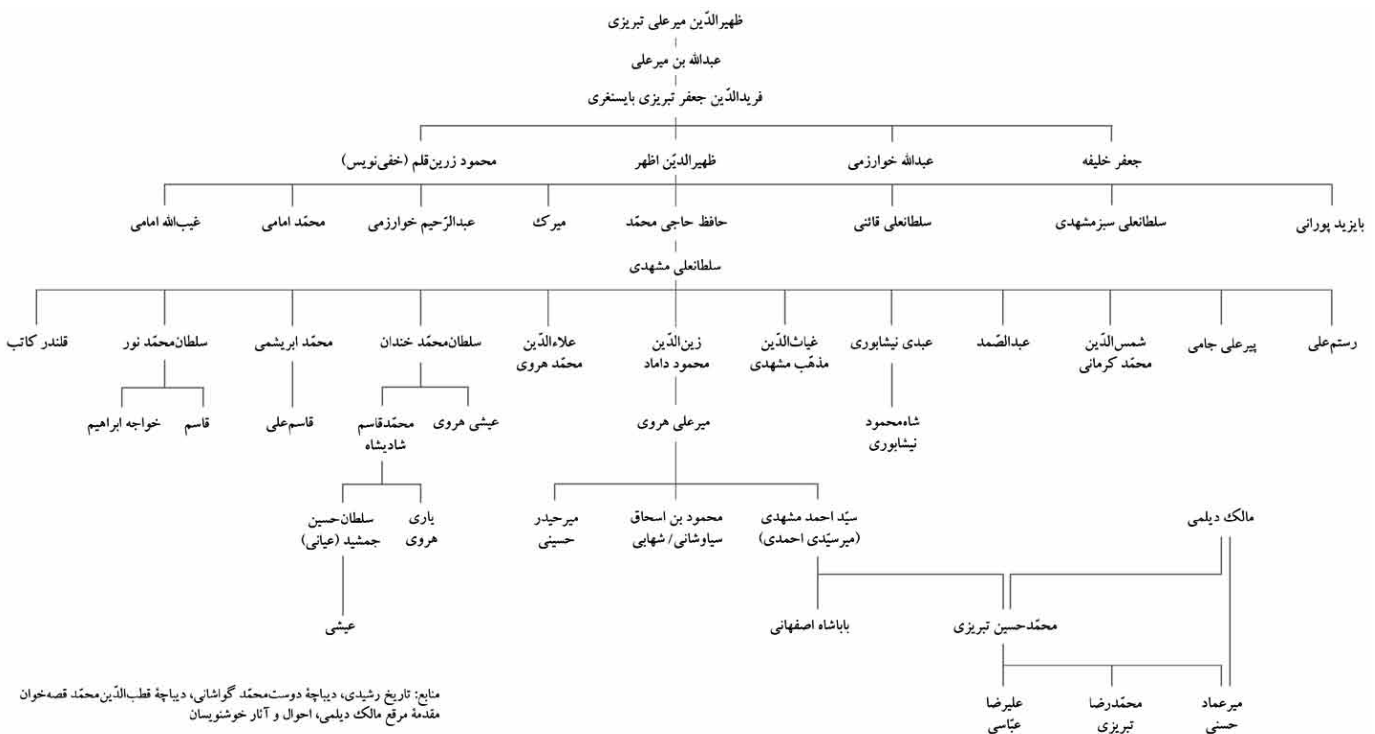 ظهیرالدّین میرعلی تبریزی
عبدالله بن میرعلی
فریدالدّین جعفر تبریزی بایسنغری
جعفر خلیفه
عبدالله خوارزمی
ظهیرالدیّن اظهر
محمود زرین‌قلم (خفی‌نویس)
بایزید پورانی
سلطانعلی سبزمشهدی
سلطانعلی قائنی
حافظ حاجی محمّد
میرک
عبدالرّحیم خوارزمی
محمّد امامی
غیب‌الله امامی
سلطانعلی مشهدی
رستم‌علی
پیرعلی جامی
شمس‌الدّین
محمّد کرمانی
عبدالصّمد
عبدی نیشابوری
غیاث‌الدّین
مذهّب مشهدی
زین‌الدّین
محمود داماد
علاءالدّین
محمّد هروی
سلطان‌محمّد خندان
محمّد ابریشمی
سلطان‌محمّد نور
قلندر کاتب
شاه‌محمود
نیشابوری
میرعلی هروی
عیشی هروی
محمّدقاسم
شادیشاه
قاسم‌علی
قاسم
خواجه ابراهیم
مالک دیلمی
سیّد احمد مشهدی
(میرسیّدی احمدی)
محمود بن اسحاق
سیاوشانی/ شهابی
میرحیدر
حسینی
یاری
هروی
سلطان‌حسین
جمشید (عیانی)
محمّدحسین تبریزی
باباشاه اصفهانی
عیشی
میرعماد
حسنی
محمّدرضا
تبریزی
علیرضا
عبّاسی
منابع: تاریخ رشیدی، دیباچهٔ دوست‌محمّد گواشانی، دیباچهٔ قطب‌الدّین‌محمّد قصه‌خوان
مقدمهٔ مرقع مالک دیلمی، احوال و آثار خوشنویسان